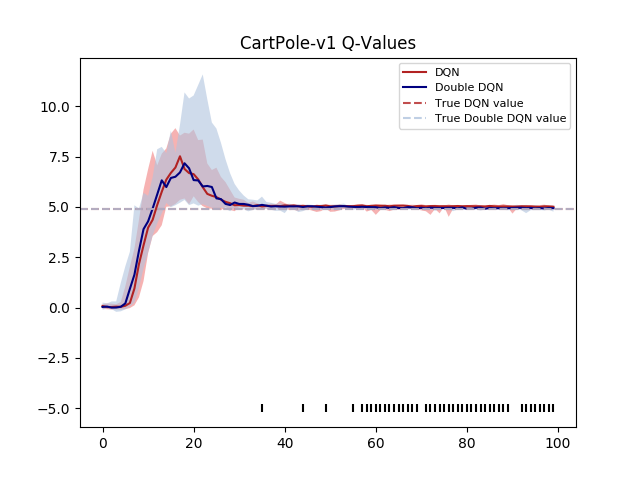 CartPole-v1 Q-Values
DQN
Double DQN
True DQN value
True Double DQN value
10.0
7.5
5.0
2.5
0.0
−2.5
−5.0
0 20 40 60 80 100